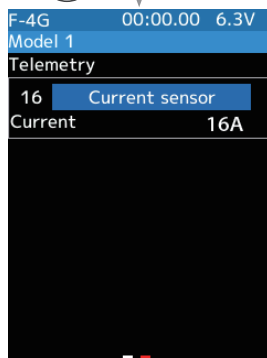 F-4G 00:00.00 6.3V
Model 1
Telemetry
16 Current sensor
Current 16A